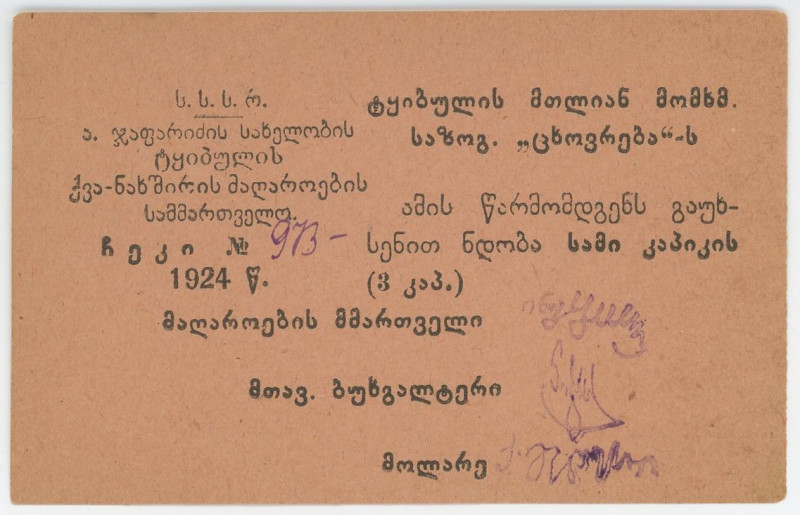 ს. ს. ს. რ.
ა. ჯაფარიძის სახელობის
ტყიბულის
ქვა-ნახშირის მაღაროების
სამმართველო.
ჩეკი № 973-
1924 წ.
ტყიბულის მთლიან მომხმ.
საზოგ. „ცხოვრება“-ს
ამის წარმომდგენს გაუხ-
სენით ნდობა სამი კაპიკის
(3 კაპ.)
მაღაროების მმართველი
მთავ. ბუხგალტერი
მოლარე